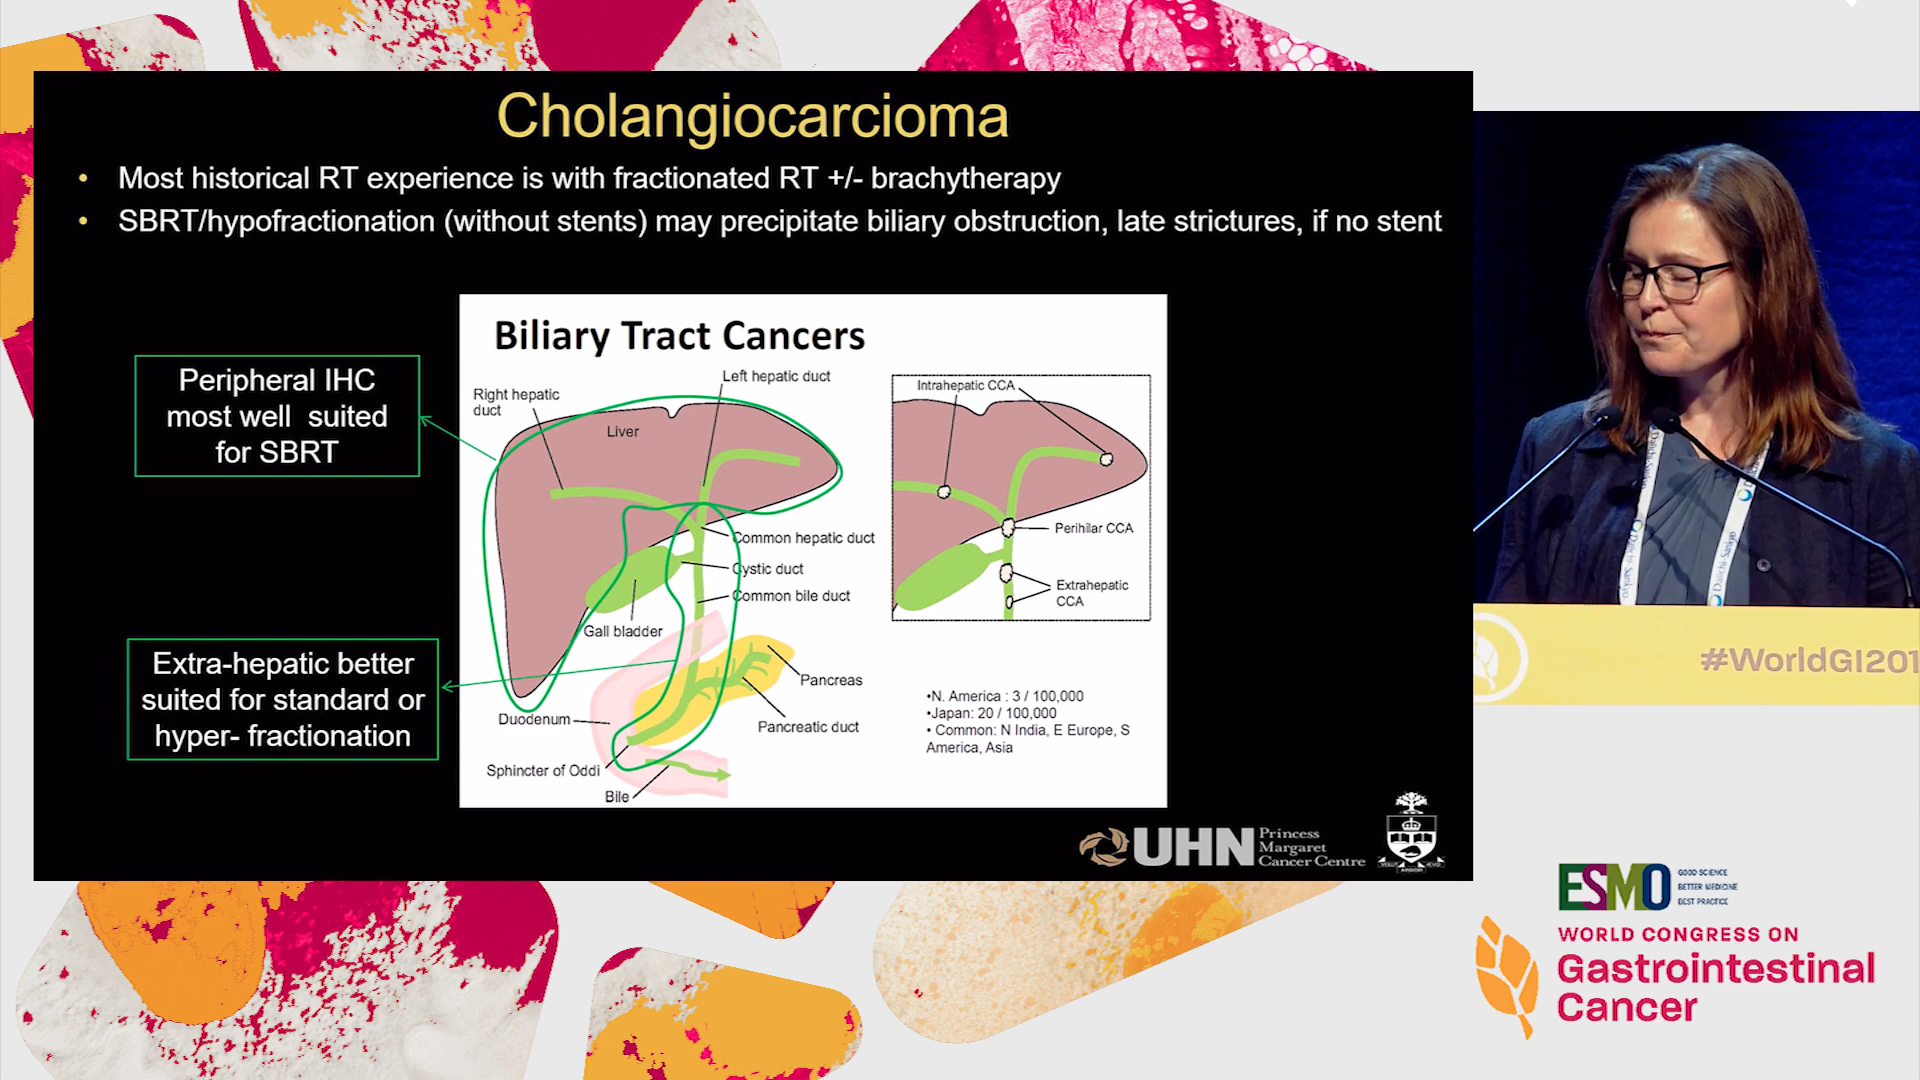 Cholangiocarcioma
• Most historical RT experience is with fractionated RT +/- brachytherapy
• SBRT/hypofractionation (without stents) may precipitate biliary obstruction, late strictures, if no stent
Peripheral IHC
most well suited
for SBRT
Extra-hepatic better
suited for standard or
hyper- fractionation
Biliary Tract Cancers
Left hepatic duct
Right hepatic
duct
Liver
Common hepatic duct
Cystic duct
Common bile duct
Gall bladder
Pancreas
Duodenum
Pancreatic duct
Sphincter of Oddi
Bile
Intrahepatic CCA
Perihilar CCA
Extrahepatic
CCA
•N. America : 3 / 100,000
•Japan: 20 / 100,000
• Common: N India, E Europe, S
America, Asia
UHN
Princess
Margaret
Cancer Centre
Daiichi-Sankyo
Daiichi-Sankyo
#WorldGI201
ESMO
GOOD SCIENCE
BETTER MEDICINE
BEST PRACTICE
WORLD CONGRESS ON
Gastrointestinal
Cancer